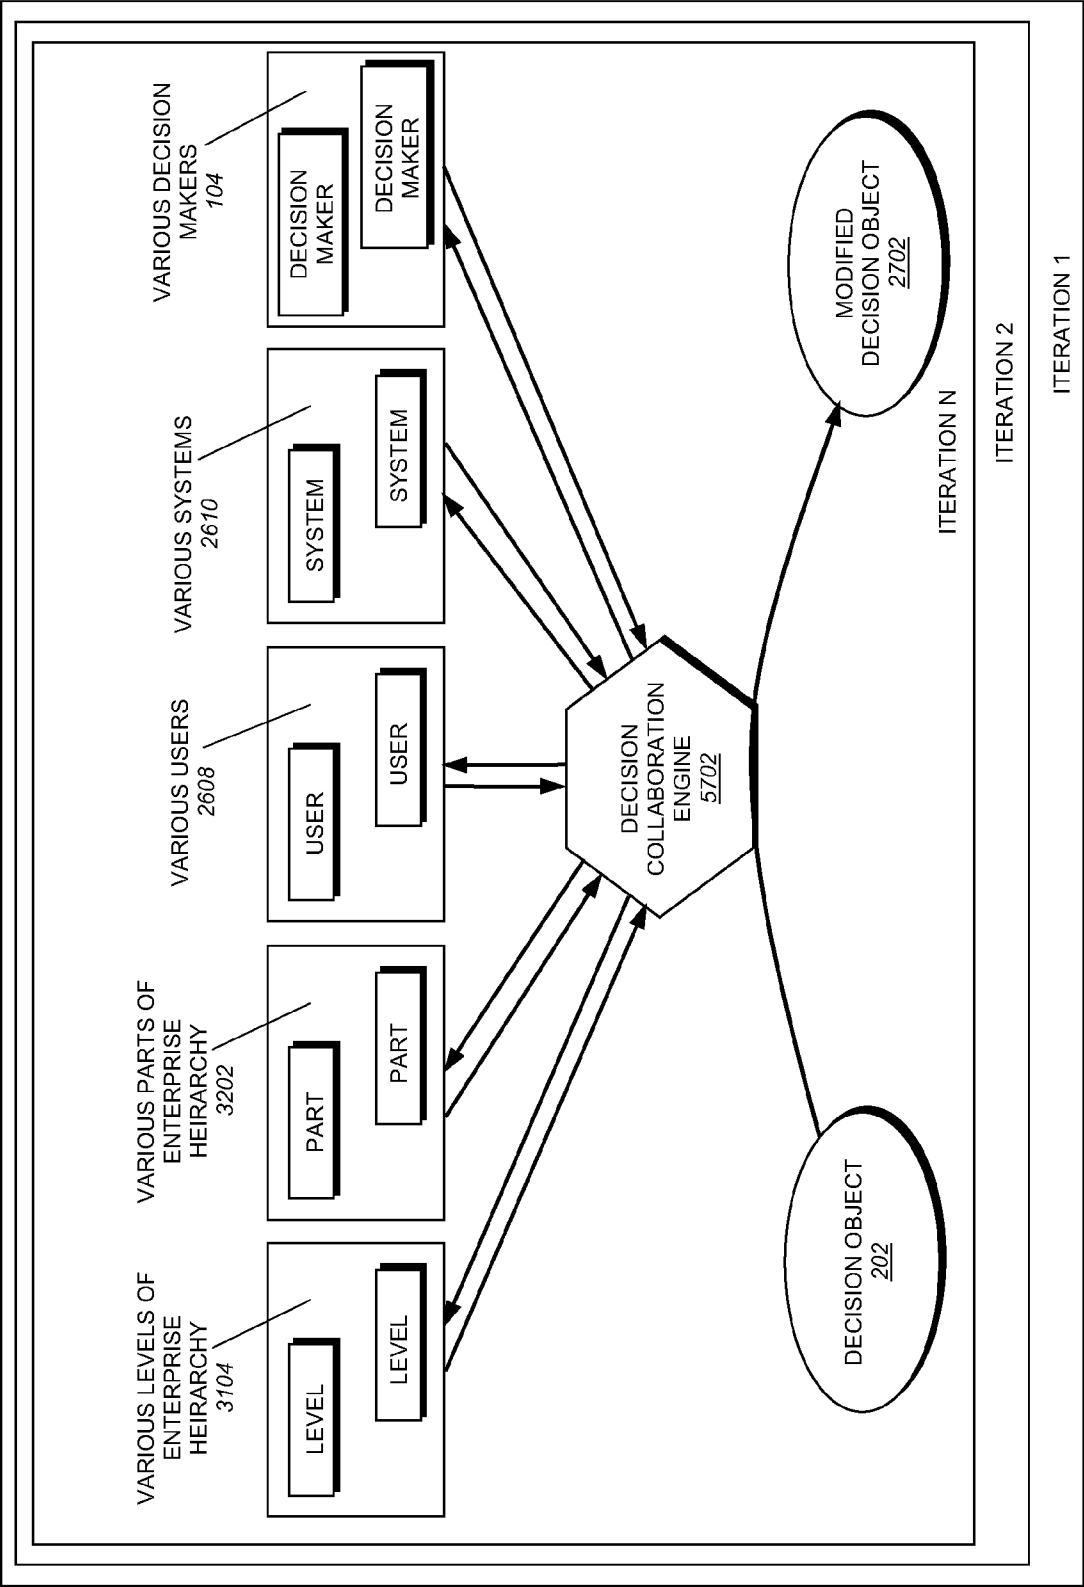 VARIOUS LEVELS OF
ENTERPRISE
HEIRARCHY
3104
LEVEL
LEVEL
VARIOUS PARTS OF
ENTERPRISE
HEIRARCHY
3202
PART
PART
VARIOUS USERS
2608
USER
USER
VARIOUS SYSTEMS
2610
SYSTEM
SYSTEM
VARIOUS DECISION
MAKERS
104
DECISION
MAKER
DECISION
MAKER
DECISION
COLLABORATION
ENGINE
5702
DECISION OBJECT
202
MODIFIED
DECISION OBJECT
2702
ITERATION N
ITERATION 2
ITERATION 1